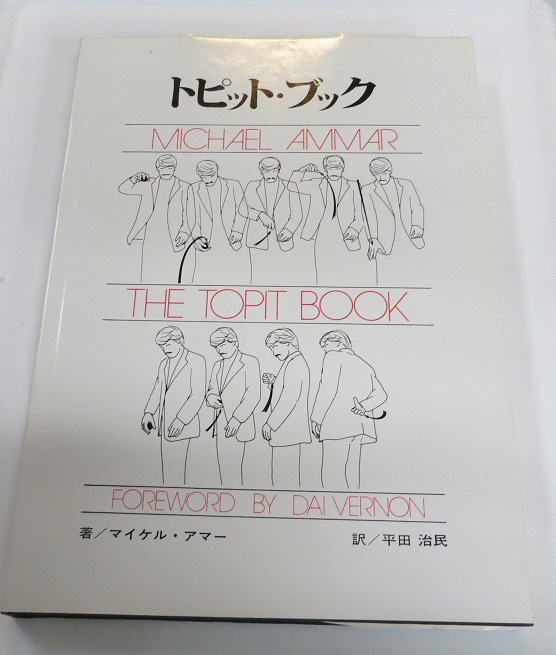 トピット・ブック
MICHAEL AMMAR
THE TOPIT BOOK
FOREWORD BY DAI VERNON
著／マイケル・アマー 訳／平田 治民